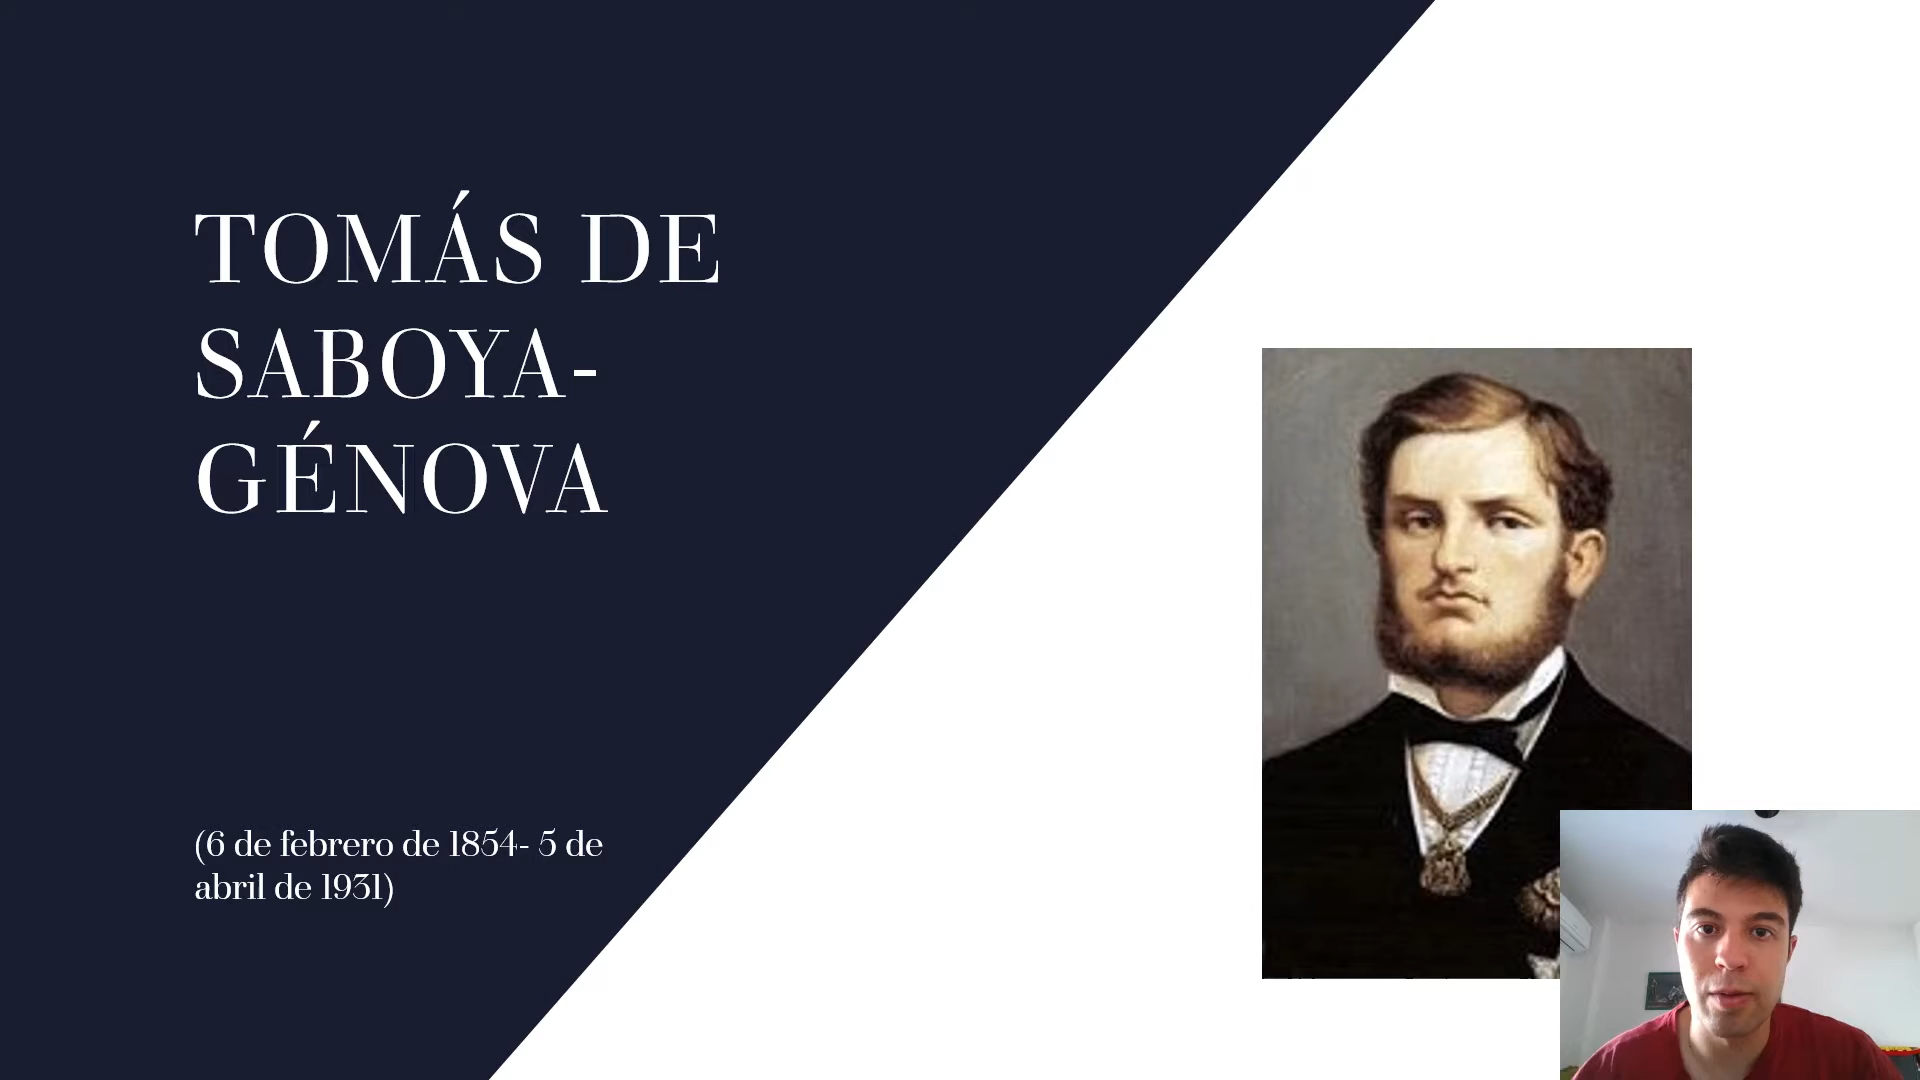 TOMÁS DE
SABOYA-
GÉNOVA
(6 de febrero de 1854- 5 de
abril de 1931)